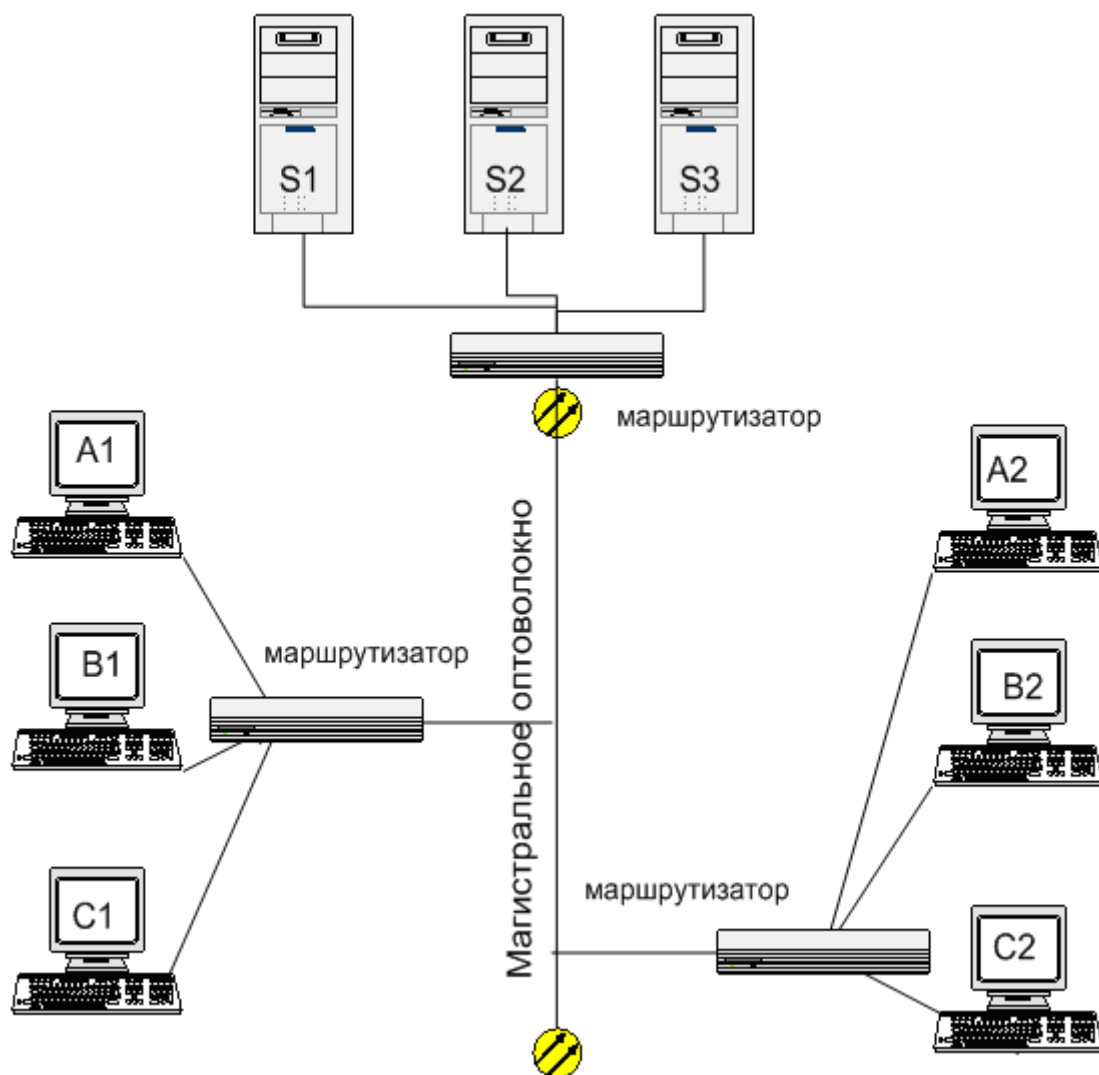 S1
S2
S3
маршрутизатор
A1
A2
Магистральное оптоволокно
маршрутизатор
B1
B2
маршрутизатор
C1
C2